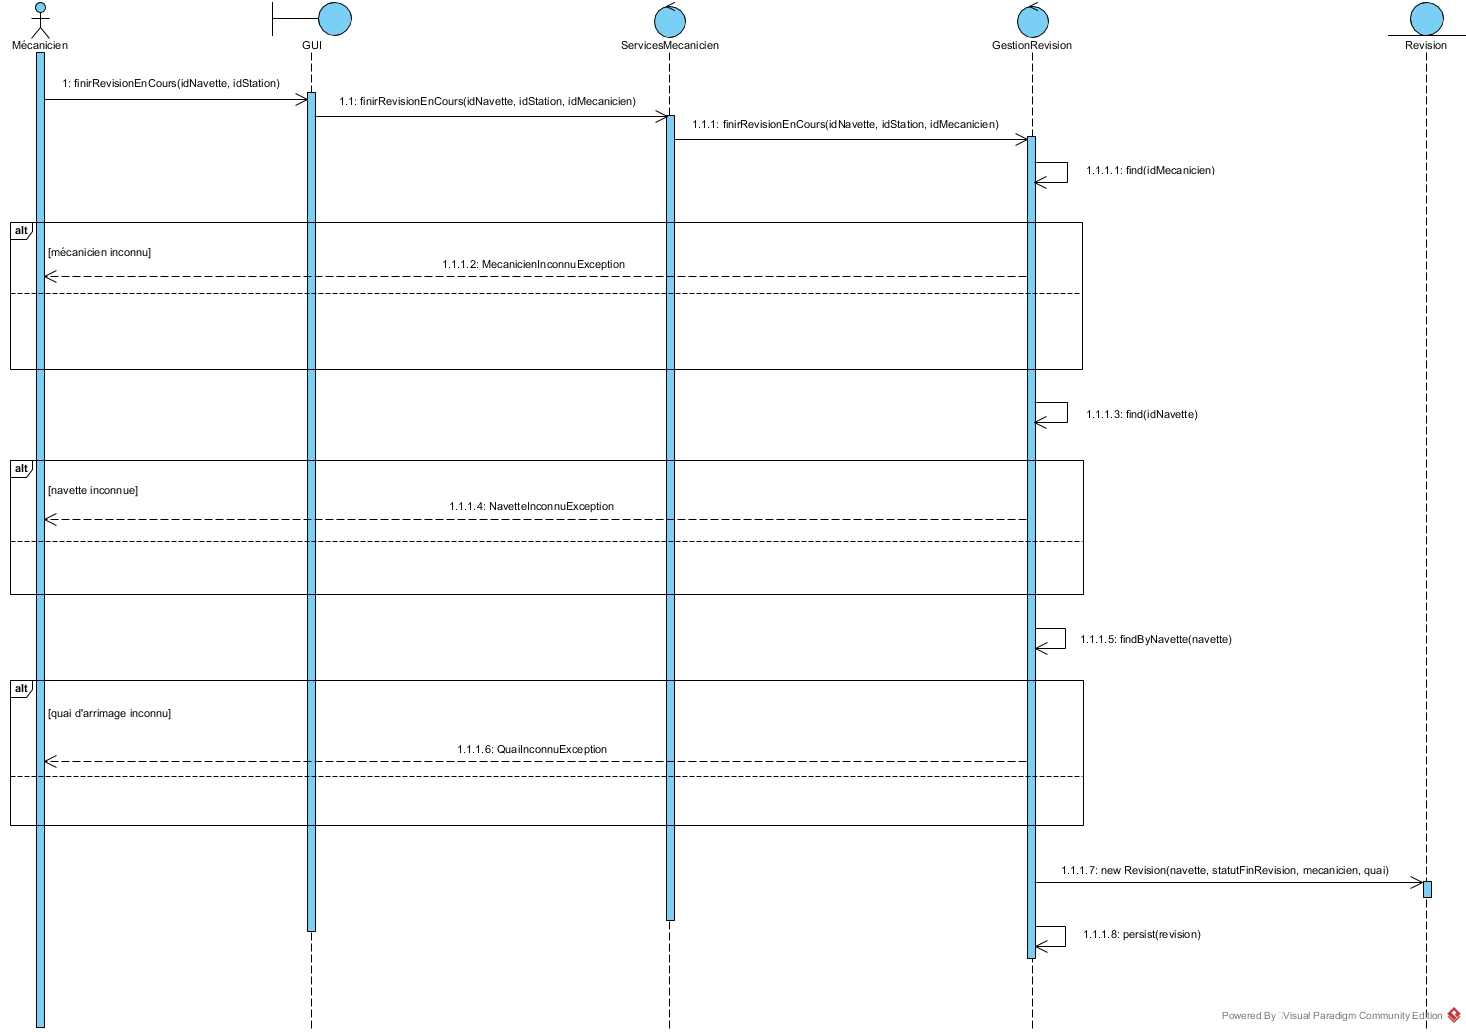 Mécanicien
GUI
ServicesMecanicien
GestionRevision
Revision
1: finirRevisionEnCours(idNavette, idStation)
1.1: finirRevisionEnCours(idNavette, idStation, idMecanicien)
1.1.1: finirRevisionEnCours(idNavette, idStation, idMecanicien)
1.1.1.1: find(idMecanicien)
alt
[mécanicien inconnu]
1.1.1.2: MecanicienInconnuException
1.1.1.3: find(idNavette)
alt
[navette inconnue]
1.1.1.4: NavetteInconnuException
1.1.1.5: findByNavette(navette)
alt
[quai d'arrimage inconnu]
1.1.1.6: QuaiInconnuException
1.1.1.7: new Revision(navette, statutFinRevision, mecanicien, quai)
1.1.1.8: persist(revision)
Powered By Visual Paradigm Community Edition